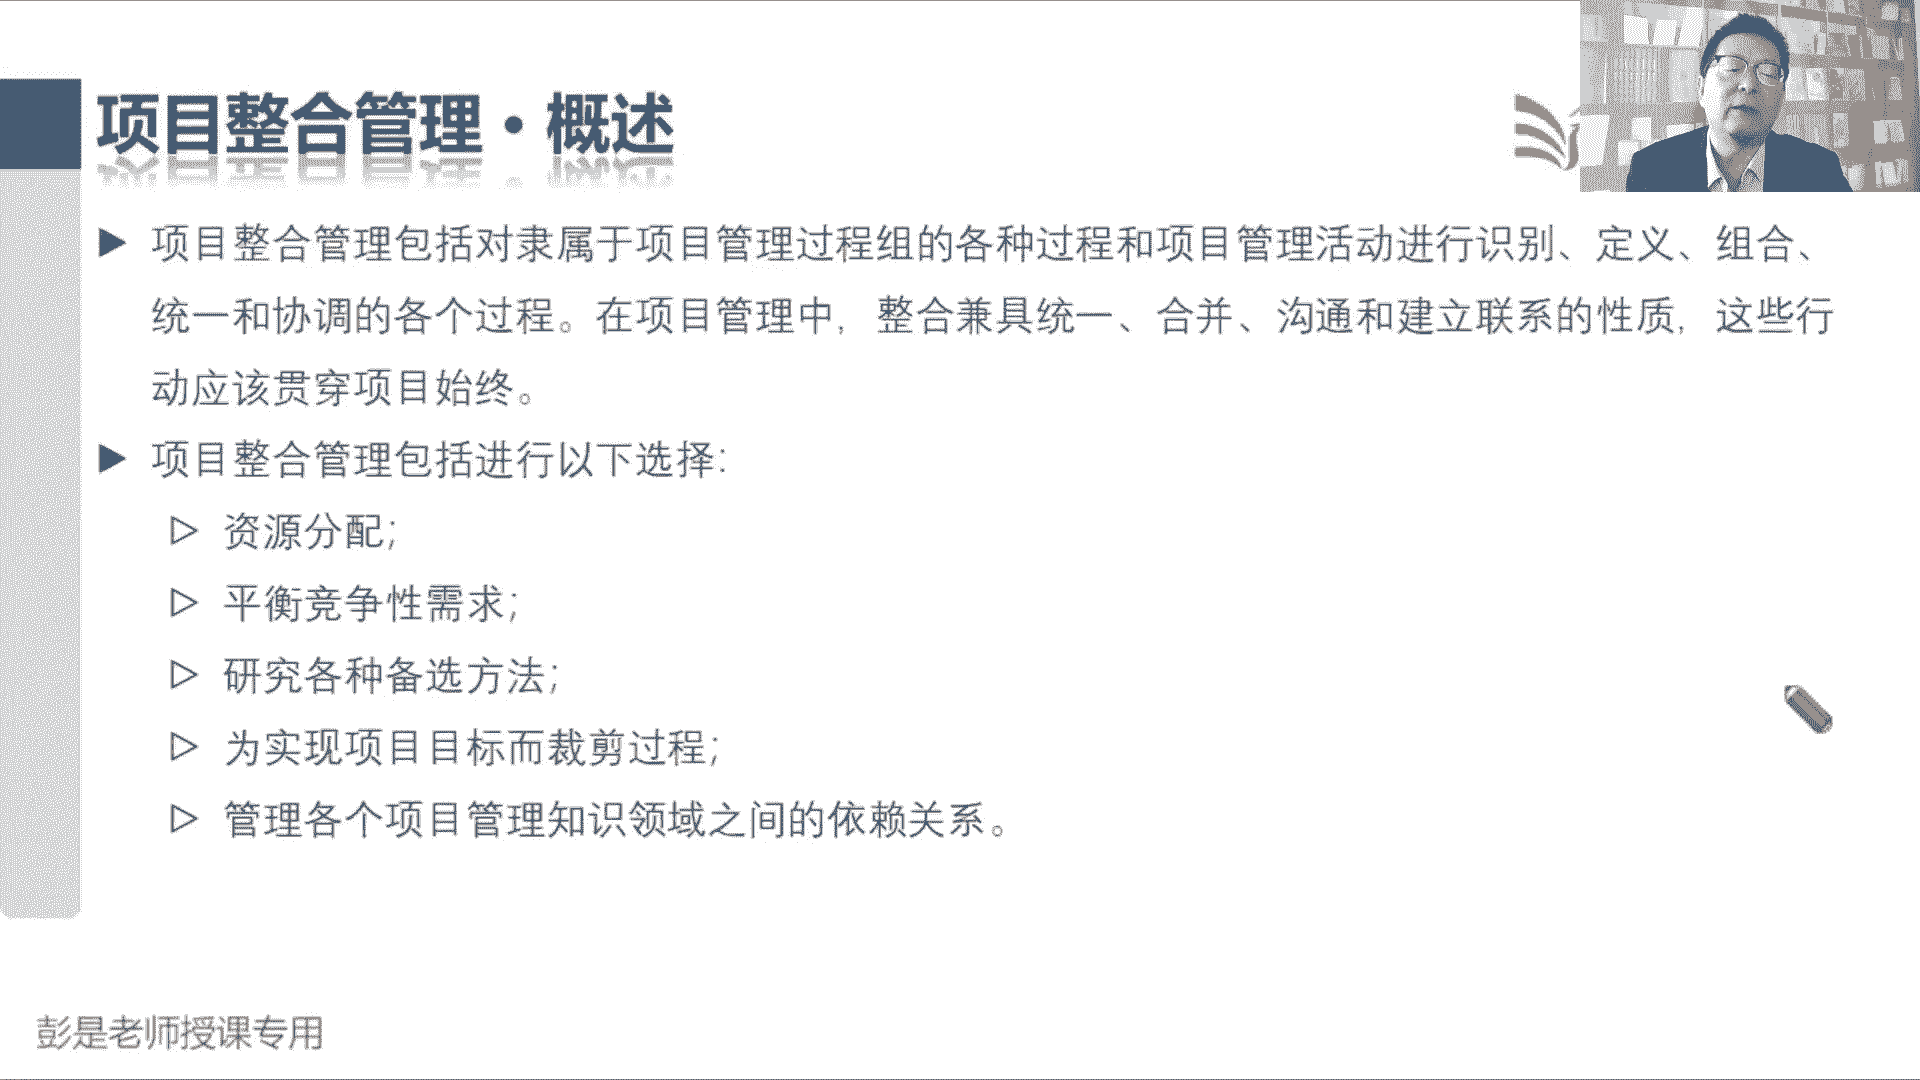 项目整合管理·概述
项目整合管理包括对隶属于项目管理过程组的各种过程和项目管理活动进行识别、定义、组合、
统一和协调的各个过程。在项目管理中，整合兼具统一、合并、沟通和建立联系的性质，这些行
动应该贯穿项目始终。
项目整合管理包括进行以下选择：
资源分配；
平衡竞争性需求；
研究各种备选方法；
为实现项目目标而裁剪过程；
管理各个项目管理知识领域之间的依赖关系。
彭是老师授课专用